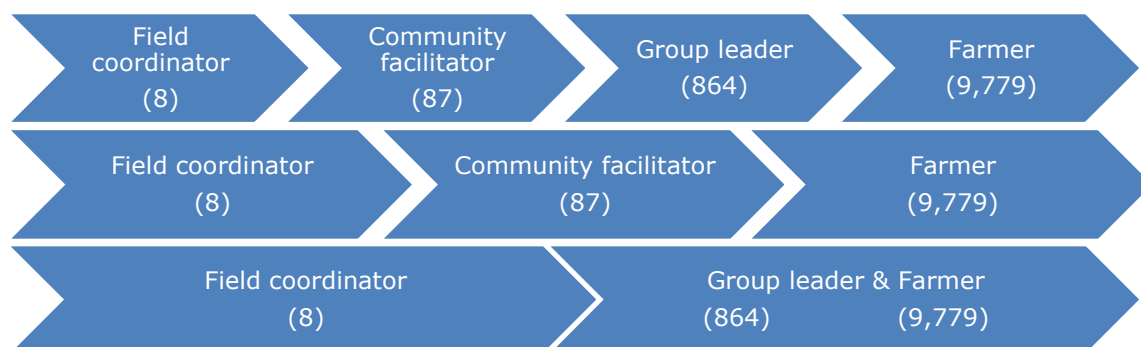 Field
coordinator
(8)
Community
facilitator
(87)
Group leader
(864)
Farmer
(9,779)
Field coordinator
(8)
Community facilitator
(87)
Farmer
(9,779)
Field coordinator
(8)
Group leader & Farmer
(864) (9,779)